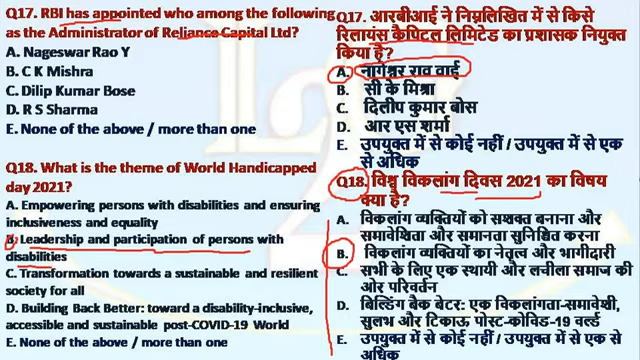 Q17. RBI has appointed who among the following
as the Administrator of Reliance Capital Ltd?
A. Nageswar Rao Y
B. C K Mishra
C. Dilip Kumar Bose
D. R S Sharma
E. None of the above / more than one
Q18. What is the theme of World Handicapped
day 2021?
A. Empowering persons with disabilities and ensuring
inclusiveness and equality
B. Leadership and participation of persons with
disabilities
C. Transformation towards a sustainable and resilient
society for all
D. Building Back Better: toward a disability-inclusive,
accessible and sustainable post-COVID-19 World
E. None of the above / more than one
Q17. आरबीआई ने निम्नलिखित में से किसे
रिलायंस कैपिटल लिमिटेड का प्रशासक नियुक्त
किया है?
A. नागेश्वर राव वाई
B. सी के मिश्रा
C. दिलीप कुमार बोस
D. आर एस शर्मा
E. उपयुक्त में से कोई नहीं / उपयुक्त में से एक
से अधिक
Q18. विश्व विकलांग दिवस 2021 का विषय
क्या है?
A. विकलांग व्यक्तियों को सशक्त बनाना और
समावेशिता और समानता सुनिश्चित करना
B. विकलांग व्यक्तियों का नेतृत्व और भागीदारी
C. सभी के लिए एक स्थायी और लचीला समाज की
ओर परिवर्तन
D. बिल्डिंग बैक बेटर: एक विकलांगता-समावेशी,
सुलभ और टिकाऊ पोस्ट-कोविड-19 वर्ल्ड
E. उपयुक्त में से कोई नहीं / उपयुक्त में से एक
से अधिक